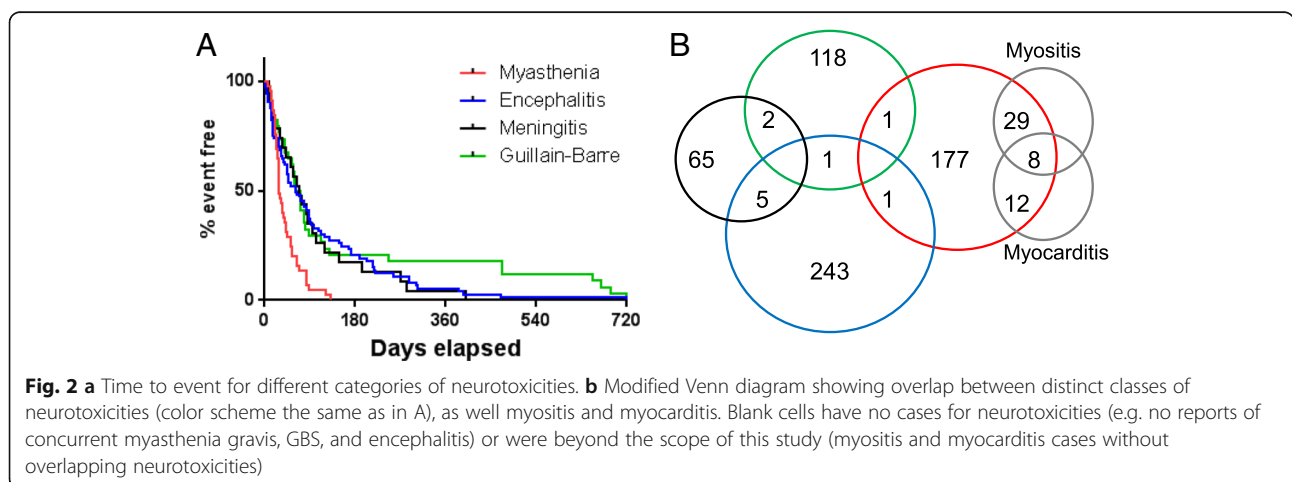 A
100
50
0
% event free
Myasthenia
Encephalitis
Meningitis
Guillain-Barre
0 180 360 540 720
Days elapsed
B
118
Myositis
2
1
29
65
1
177
8
5
1
12
Myocarditis
243
Fig. 2 a Time to event for different categories of neurotoxicities. b Modified Venn diagram showing overlap between distinct classes of
neurotoxicities (color scheme the same as in A), as well myositis and myocarditis. Blank cells have no cases for neurotoxicities (e.g. no reports of
concurrent myasthenia gravis, GBS, and encephalitis) or were beyond the scope of this study (myositis and myocarditis cases without
overlapping neurotoxicities)